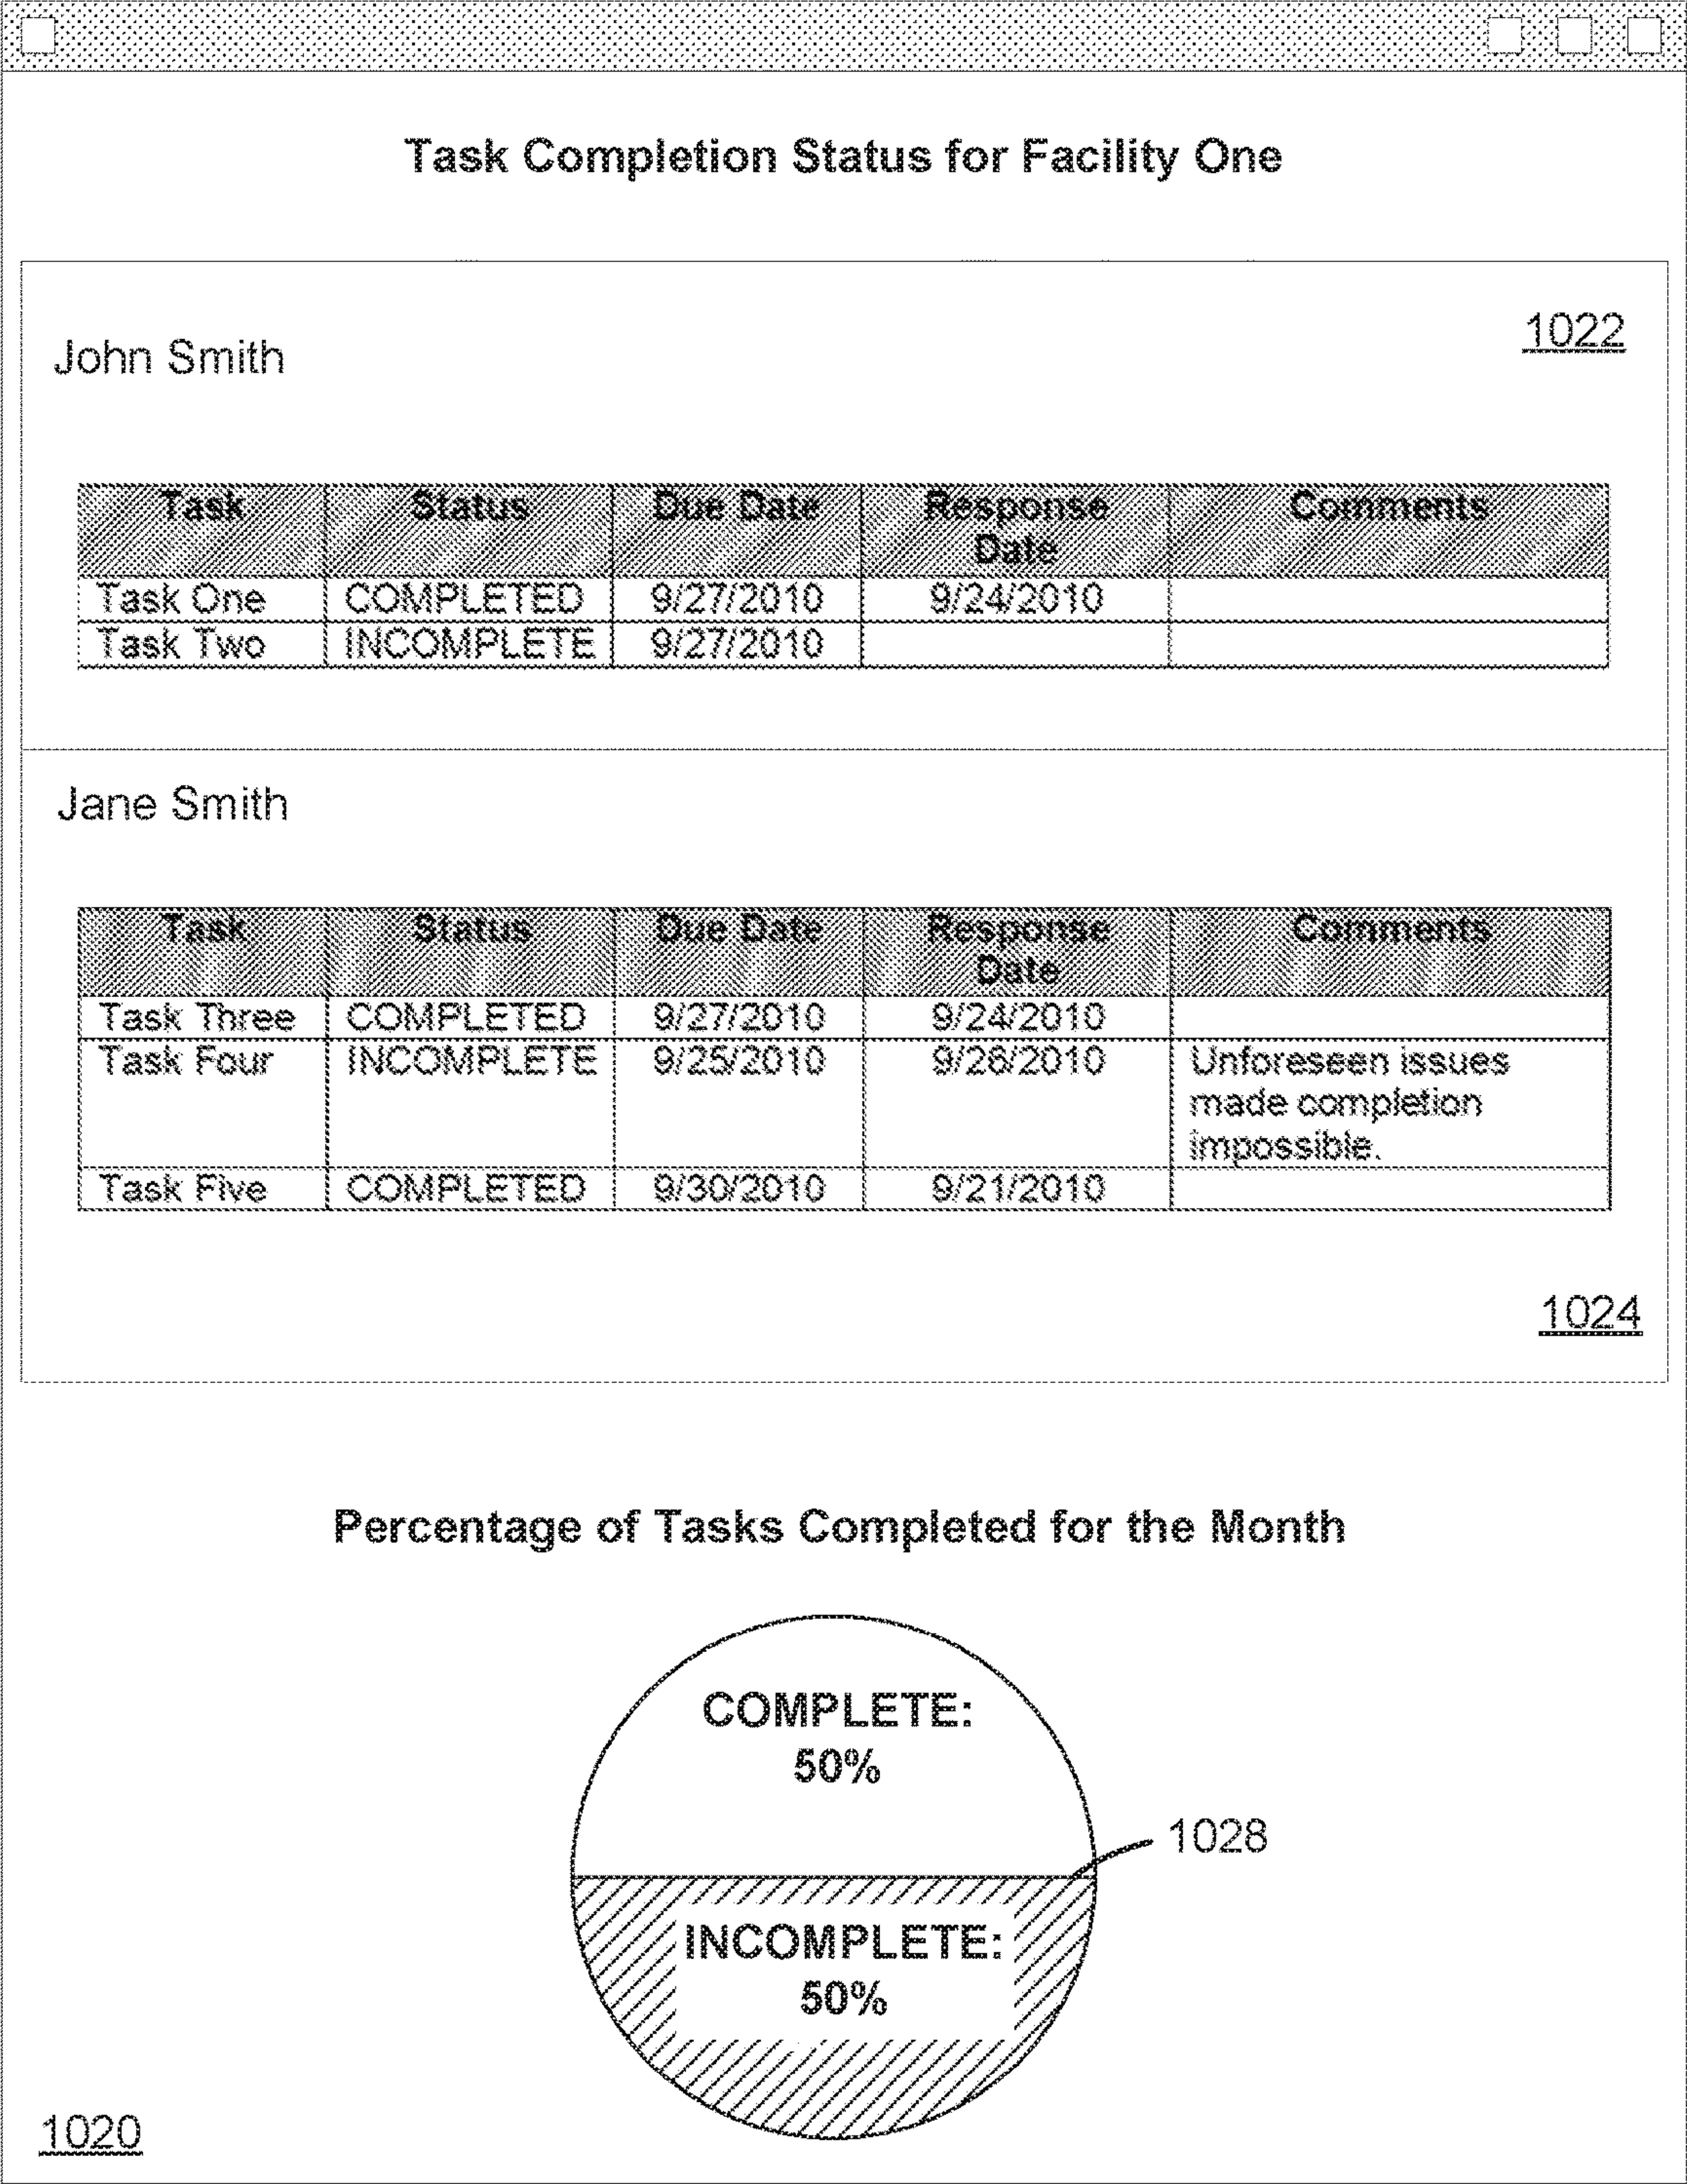 Task Completion Status for Facility One
1022
John Smith
Task Status Due Date Response Date Comments
Task One COMPLETED 9/27/2010 9/24/2010
Task Two INCOMPLETE 9/27/2010
Jane Smith
Task Status Due Date Response Date Comments
Task Three COMPLETED 9/27/2010 9/24/2010
Task Four INCOMPLETE 9/25/2010 9/28/2010 Unforeseen issues
made completion
impossible.
Task Five COMPLETED 9/30/2010 9/21/2010
1024
Percentage of Tasks Completed for the Month
COMPLETE:
50%
1028
INCOMPLETE:
50%
1020